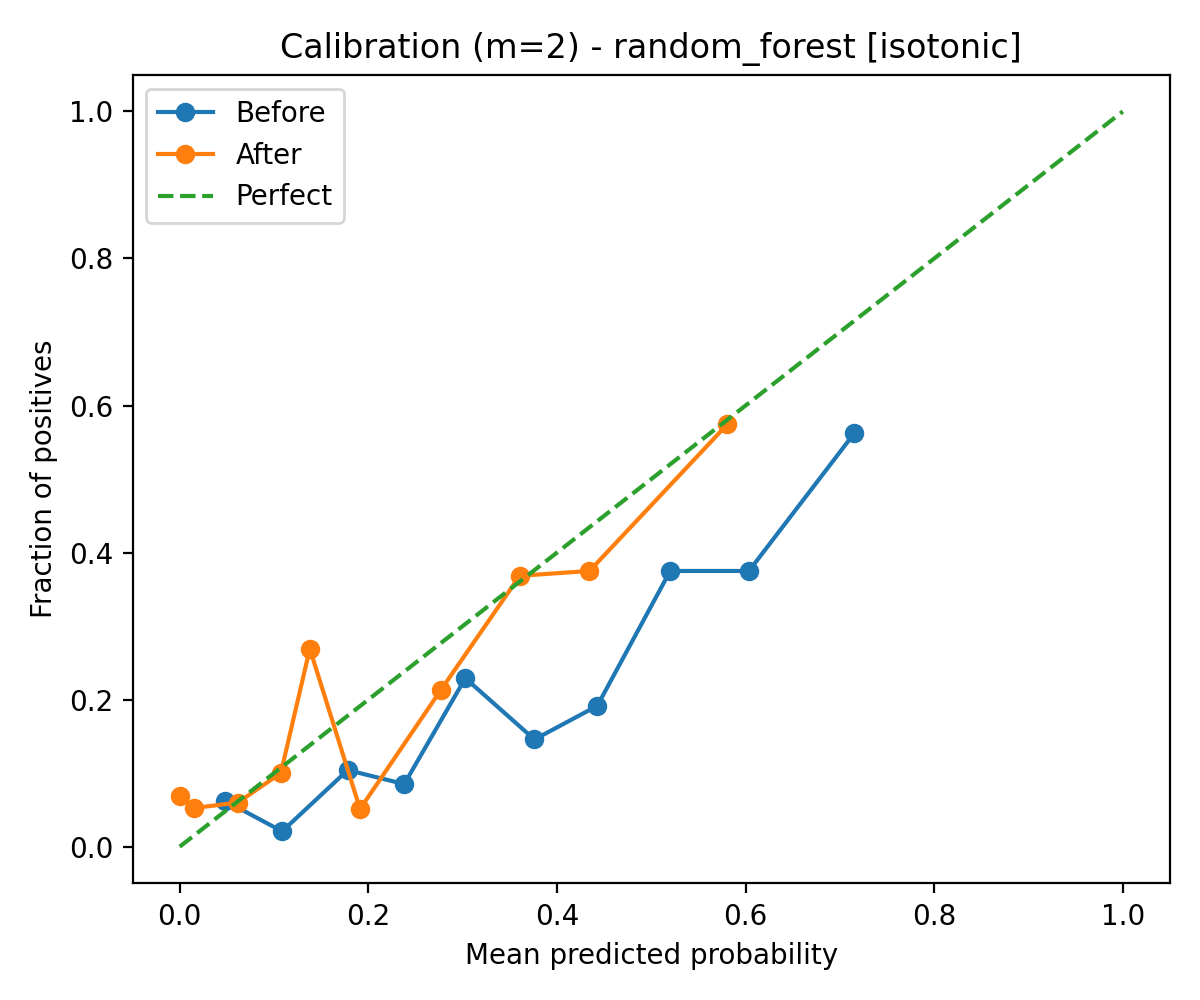 Calibration (m=2) - random_forest [isotonic]
Before
After
Perfect
1.0
0.8
0.6
0.4
0.2
0.0
Fraction of positives
0.0 0.2 0.4 0.6 0.8 1.0
Mean predicted probability